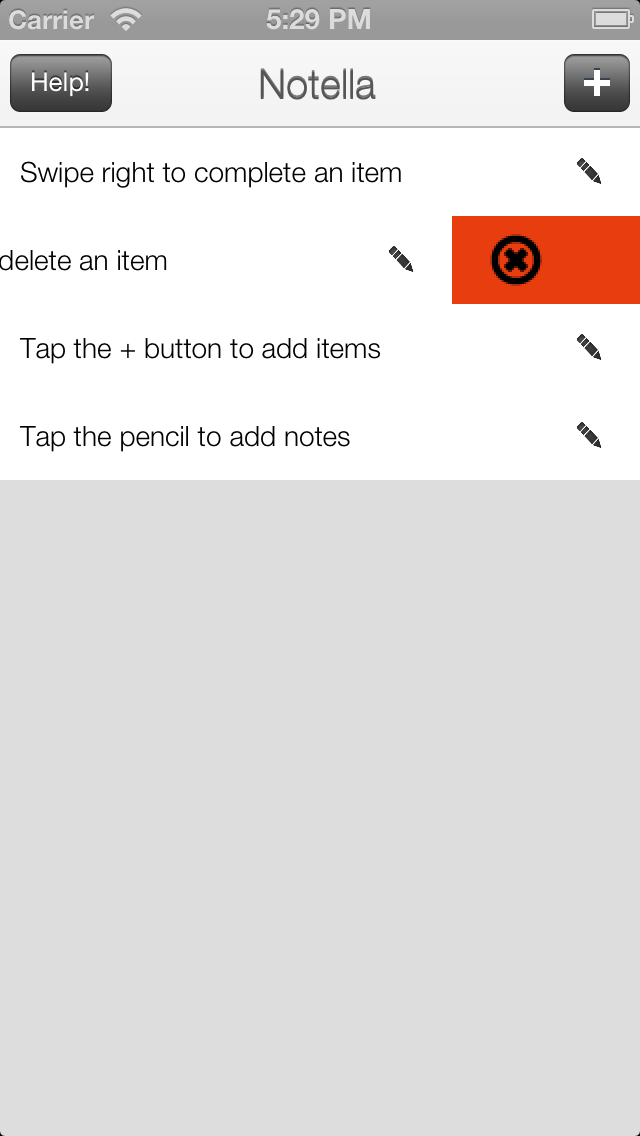 Carrier 5:29 PM
Help! Notella +
Swipe right to complete an item
delete an item
Tap the + button to add items
Tap the pencil to add notes